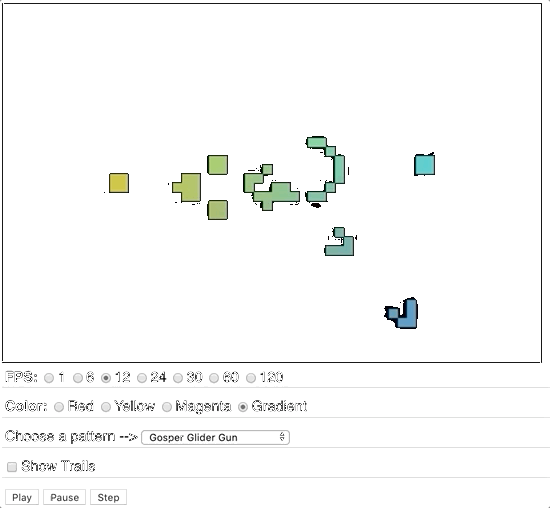 FPS: 1 6 12 24 30 60 120
Color: Red Yellow Magenta Gradient
Choose a pattern --> Gosper Glider Gun
Show Trails
Play Pause Step